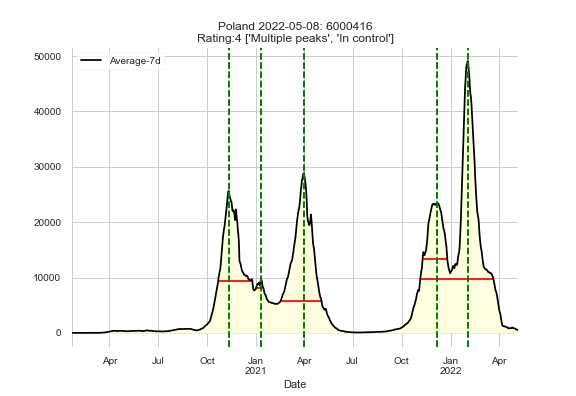 Poland 2022-05-08: 6000416
Rating:4 ['Multiple peaks', 'In control']
Average-7d
50000
40000
30000
20000
10000
0
Apr Jul Oct Jan Apr Jul Oct Jan Apr
2021 2022
Date